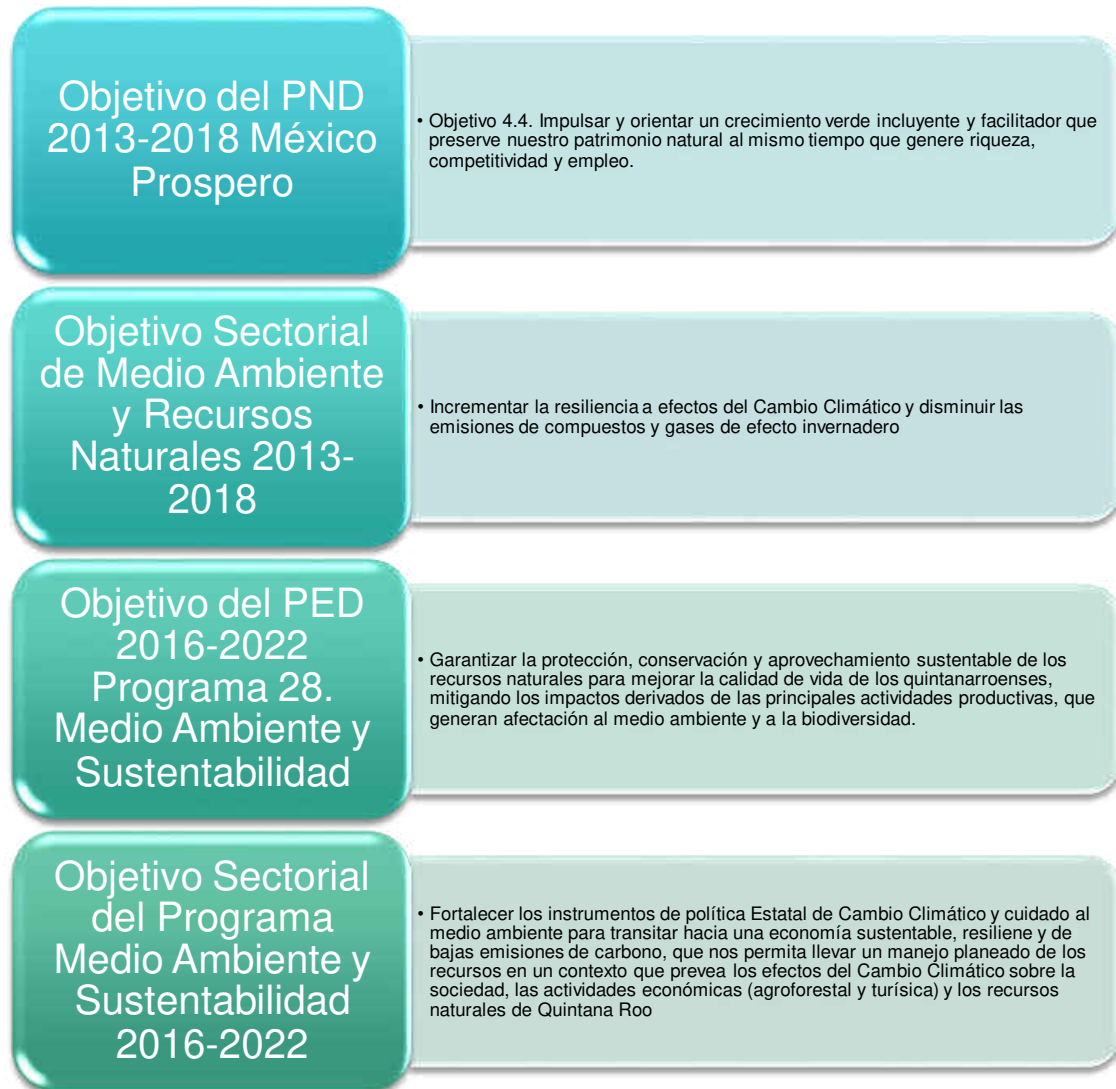 Objetivo del PND
2013-2018 México
Prospero
• Objetivo 4.4. Impulsar y orientar un crecimiento verde incluyente y facilitador que
preserve nuestro patrimonio natural al mismo tiempo que genere riqueza,
competitividad y empleo.
Objetivo Sectorial
de Medio Ambiente
y Recursos
Naturales 2013-
2018
• Incrementar la resiliencia a efectos del Cambio Climático y disminuir las
emisiones de compuestos y gases de efecto invernadero
Objetivo del PED
2016-2022
Programa 28.
Medio Ambiente y
Sustentabilidad
• Garantizar la protección, conservación y aprovechamiento sustentable de los
recursos naturales para mejorar la calidad de vida de los quintanarroenses,
mitigando los impactos derivados de las principales actividades productivas, que
generan afectación al medio ambiente y a la biodiversidad.
Objetivo Sectorial
del Programa
Medio Ambiente y
Sustentabilidad
2016-2022
• Fortalecer los instrumentos de política Estatal de Cambio Climático y cuidado al
medio ambiente para transitar hacia una economía sustentable, resiliene y de
bajas emisiones de carbono, que nos permita llevar un manejo planeado de los
recursos en un contexto que prevea los efectos del Cambio Climático sobre la
sociedad, las actividades económicas (agroforestal y turísica) y los recursos
naturales de Quintana Roo